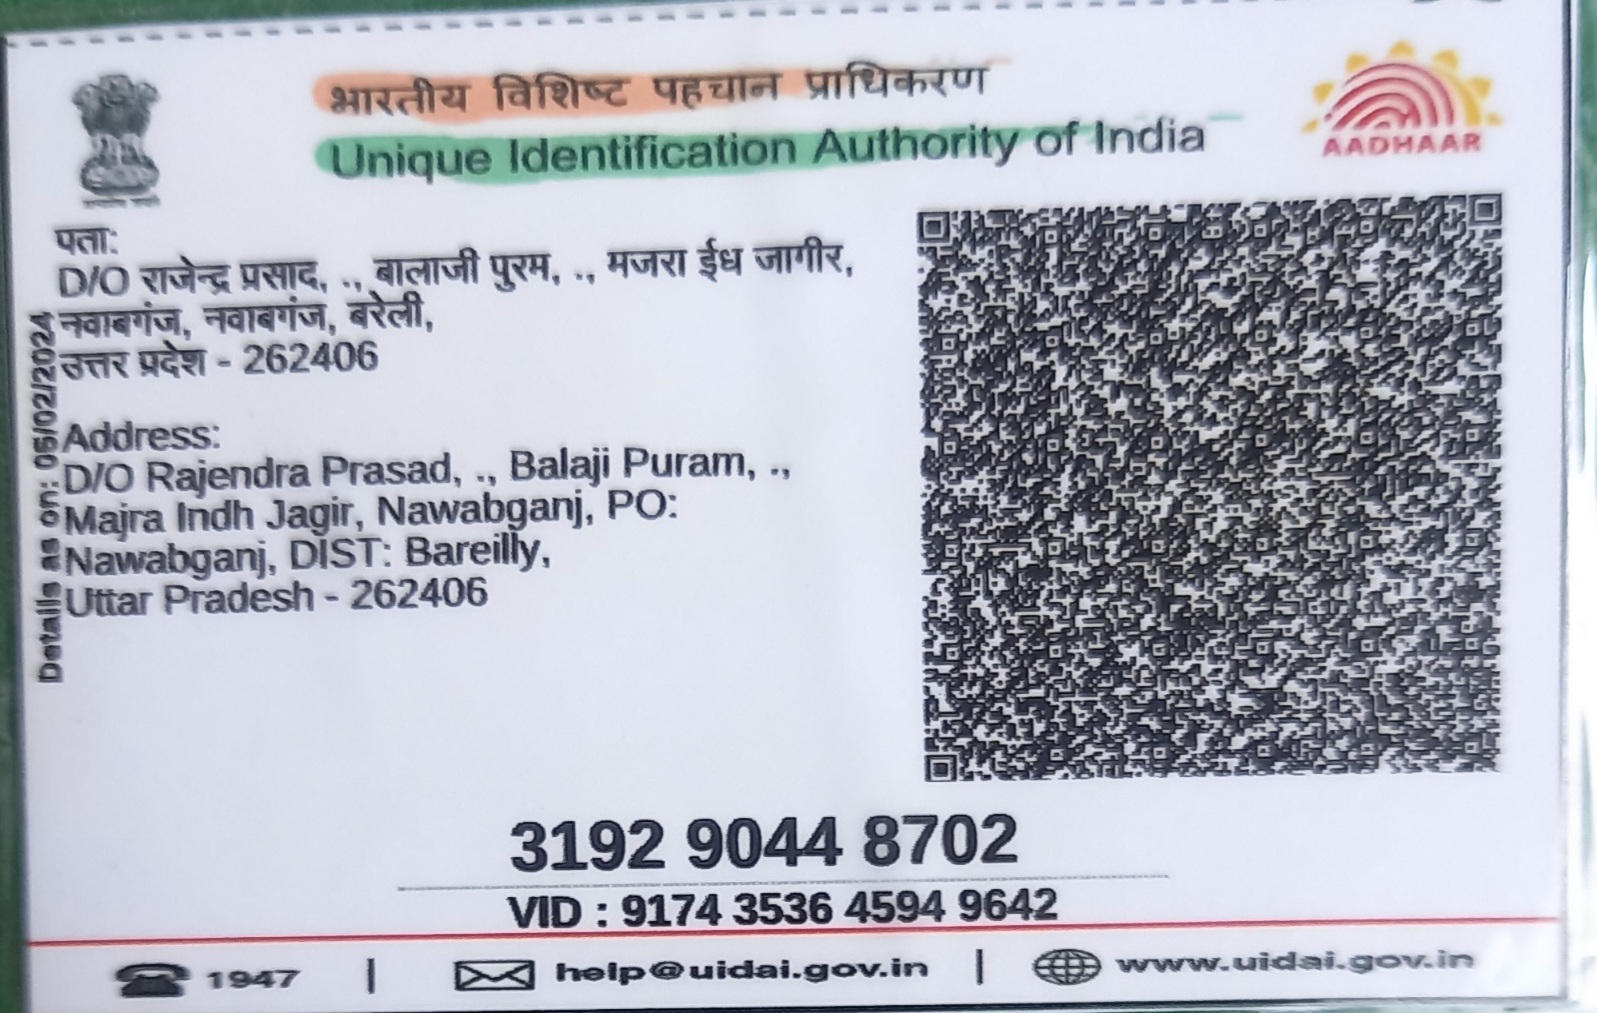 भारतीय विशिष्ट पहचान प्राधिकरण
Unique Identification Authority of India
AADHAAR
पता:
D/O राजेन्द्र प्रसाद, ., बालाजी पुरम, ., मजरा ईध जागीर,
नवाबगंज, नवाबगंज, बरेली,
उत्तर प्रदेश - 262406
Address:
D/O Rajendra Prasad, ., Balaji Puram, .,
Majra Indh Jagir, Nawabganj, PO:
Nawabganj, DIST: Bareilly,
Uttar Pradesh - 262406
Details as on: 05/02/2024
3192 9044 8702
VID : 9174 3536 4594 9642
1947 | help@uidai.gov.in | www.uidai.gov.in